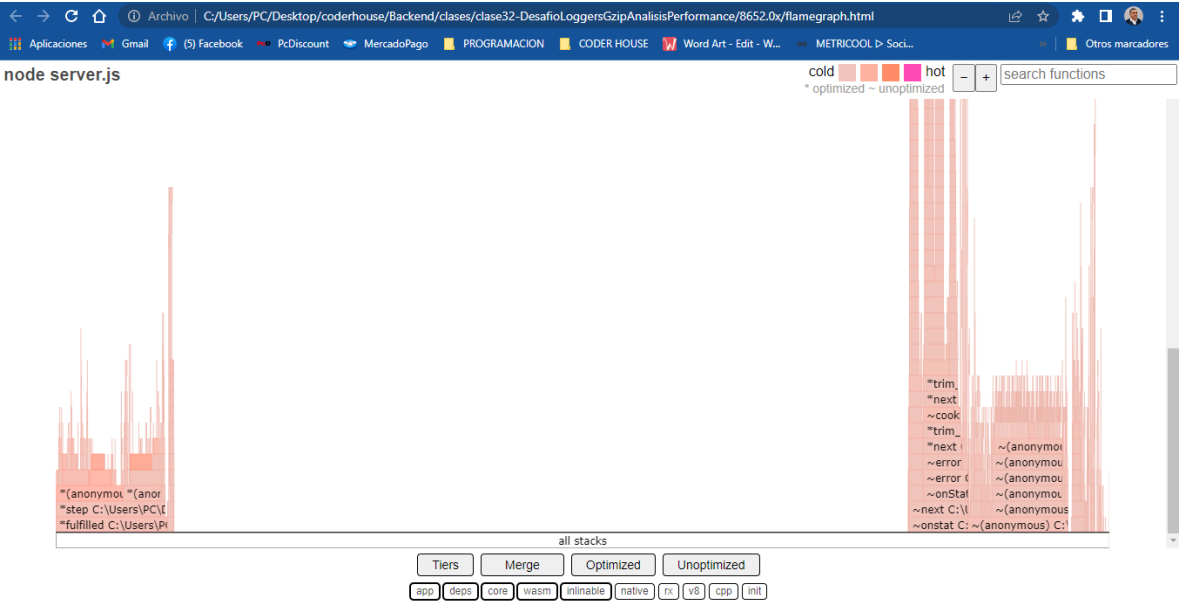 Archivo | C:/Users/PC/Desktop/coderhouse/Backend/clases/clase32-DesafioLoggersGzipAnalisisPerformance/8652.0x/flamegraph.html
Aplicaciones Gmail (5) Facebook PcDiscount MercadoPago PROGRAMACION CODER HOUSE Word Art - Edit - W... METRICOOL ▷ Soci... » Otros marcadores
node server.js
cold hot − + search functions
* optimized ~ unoptimized
*trim_
*next
~cook
*trim_
*next (
~(anonymou
~error
~(anonymou
~error (
~(anonymou
*(anonymou *(anon
~onStat
~(anonymou
*step C:\Users\PC\D
~next C:\U
~(anonymous
*fulfilled C:\Users\PC
~onstat C:
~(anonymous) C:\
all stacks
Tiers Merge Optimized Unoptimized
app deps core wasm inlinable native rx v8 cpp init